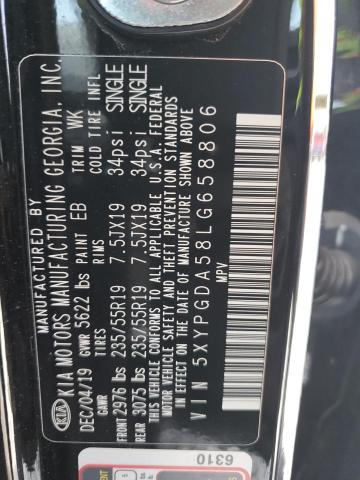 MANUFACTURED BY
KIA KIA MOTORS MANUFACTURING GEORGIA, INC.
DEC/04/19 PAINT EB TRIM WK
GVWR 5622 lbs
GAWR TIRES RIMS COLD TIRE INFL
FRONT 2976 lbs 235/55R19 7.5JX19 34psi SINGLE
REAR 3075 lbs 235/55R19 7.5JX19 34psi SINGLE
THIS VEHICLE CONFORMS TO ALL APPLICABLE U.S.A. FEDERAL
MOTOR VEHICLE SAFETY AND THEFT PREVENTION STANDARDS
IN EFFECT ON THE DATE OF MANUFACTURE SHOWN ABOVE
VIN 5XYPGDA58LG658806
MPV
6310